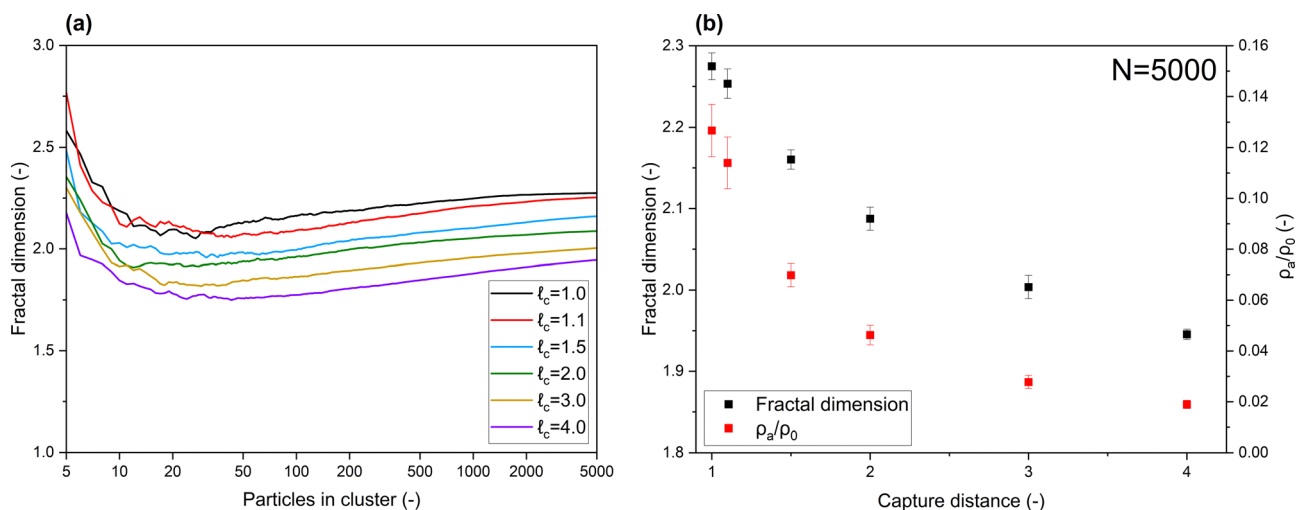 (a)
3.0
2.5
2.0
1.5
1.0
Fractal dimension (-)
5 10 20 50 100 200 500 1000 2000 5000
Particles in cluster (-)
ℓc=1.0
ℓc=1.1
ℓc=1.5
ℓc=2.0
ℓc=3.0
ℓc=4.0
(b)
N=5000
2.3
2.2
2.1
2.0
1.9
1.8
Fractal dimension (-)
0.16
0.14
0.12
0.10
0.08
0.06
0.04
0.02
0.00
ρa/ρ0 (-)
Fractal dimension
ρa/ρ0
1 2 3 4
Capture distance (-)